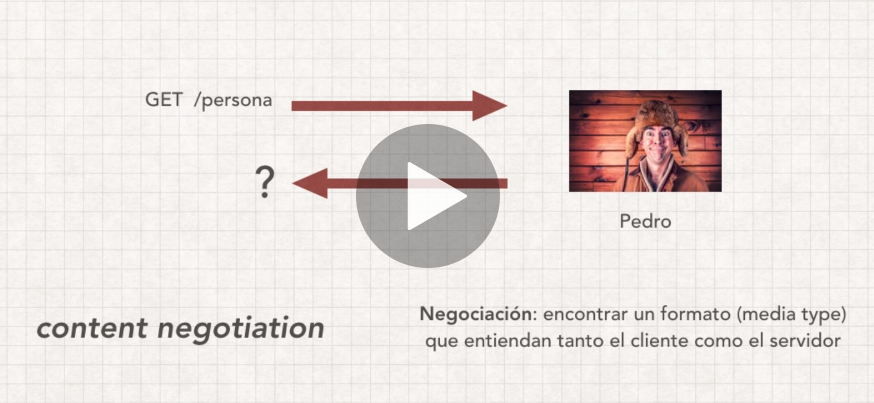 GET /persona
?
Pedro
content negotiation
Negociación: encontrar un formato (media type)
que entiendan tanto el cliente como el servidor